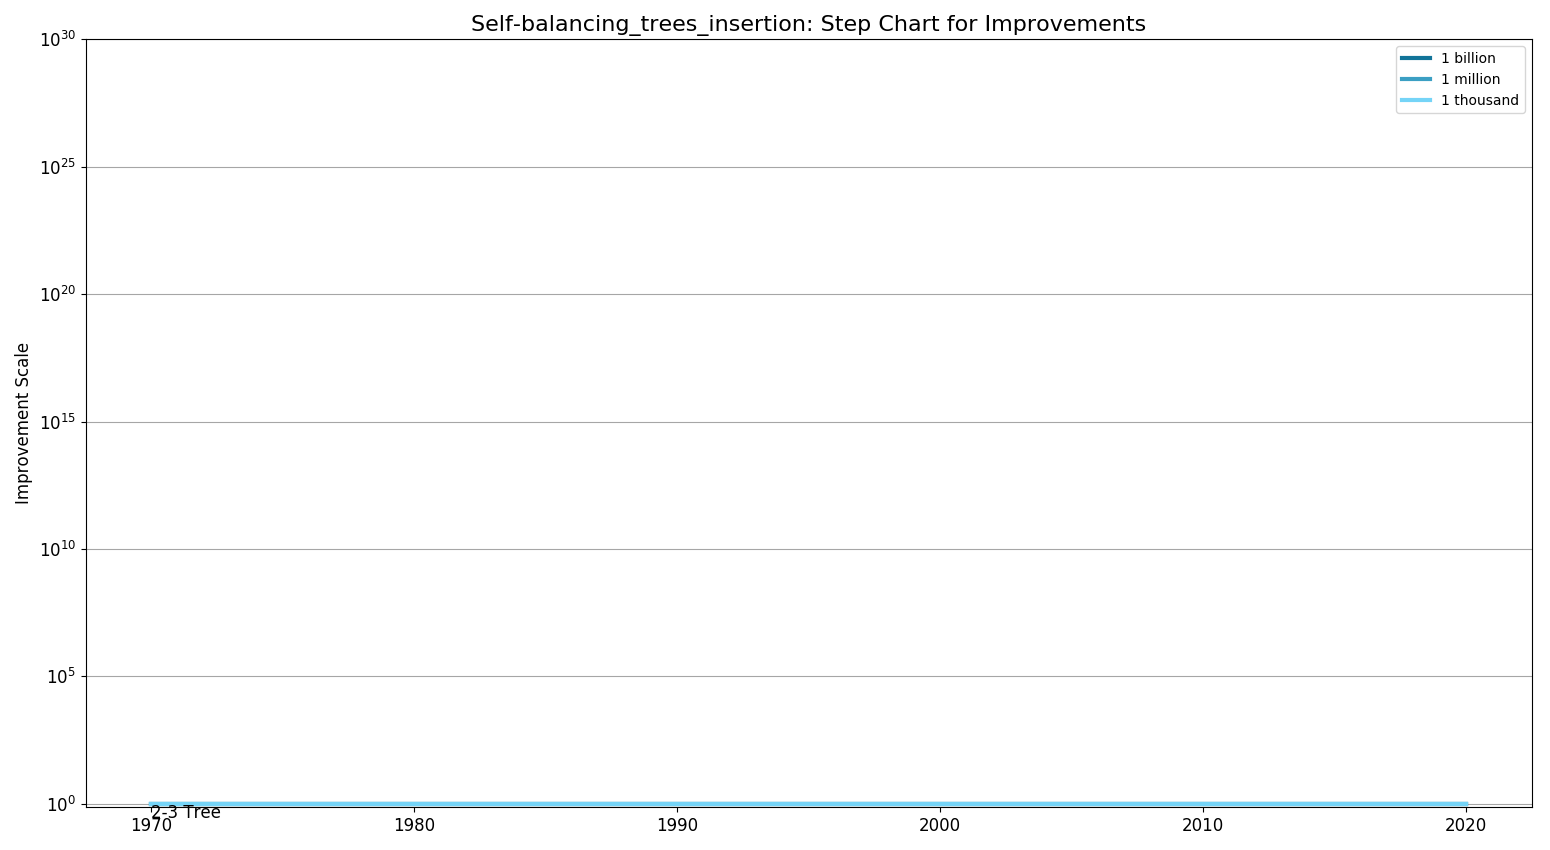 Self-balancing_trees_insertion: Step Chart for Improvements
1 billion
1 million
1 thousand
Improvement Scale
10^30
10^25
10^20
10^15
10^10
10^5
10^0
2-3 Tree
1970 1980 1990 2000 2010 2020